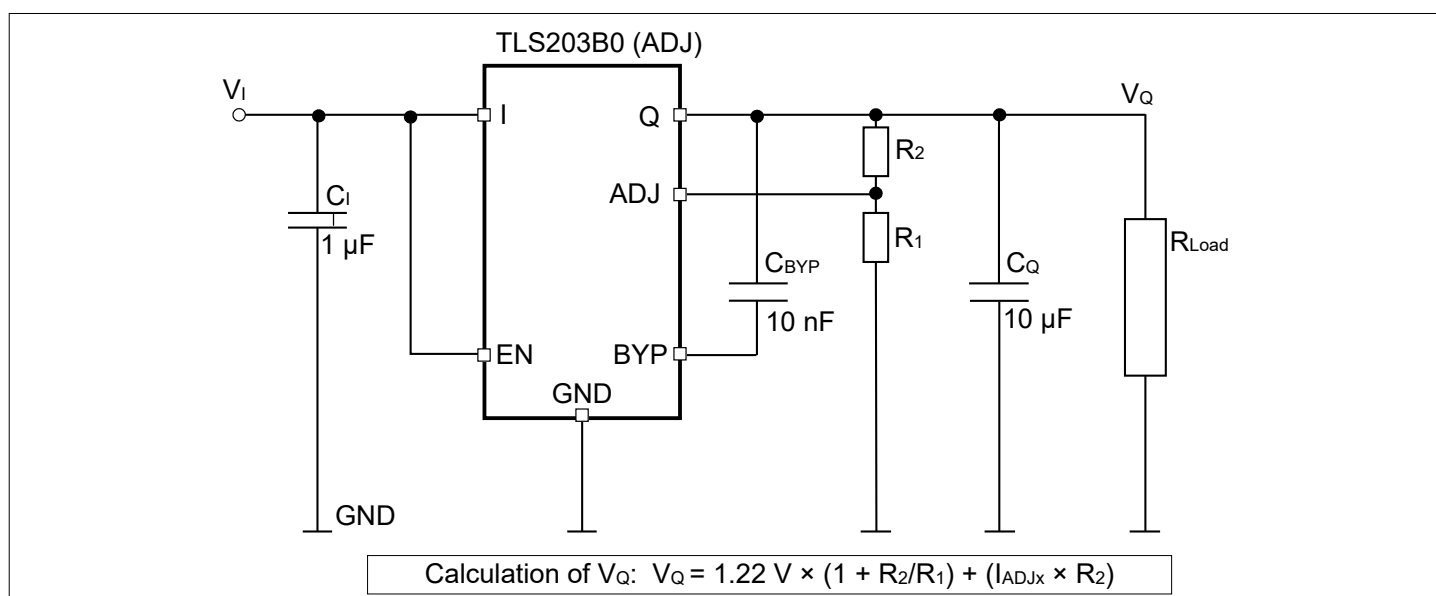 TLS203B0 (ADJ)
VI
I
Q
VQ
R2
ADJ
CI
1 µF
R1
RLoad
CBYP
10 nF
CQ
10 µF
EN
BYP
GND
GND
Calculation of VQ: VQ = 1.22 V × (1 + R2/R1) + (IADJx × R2)